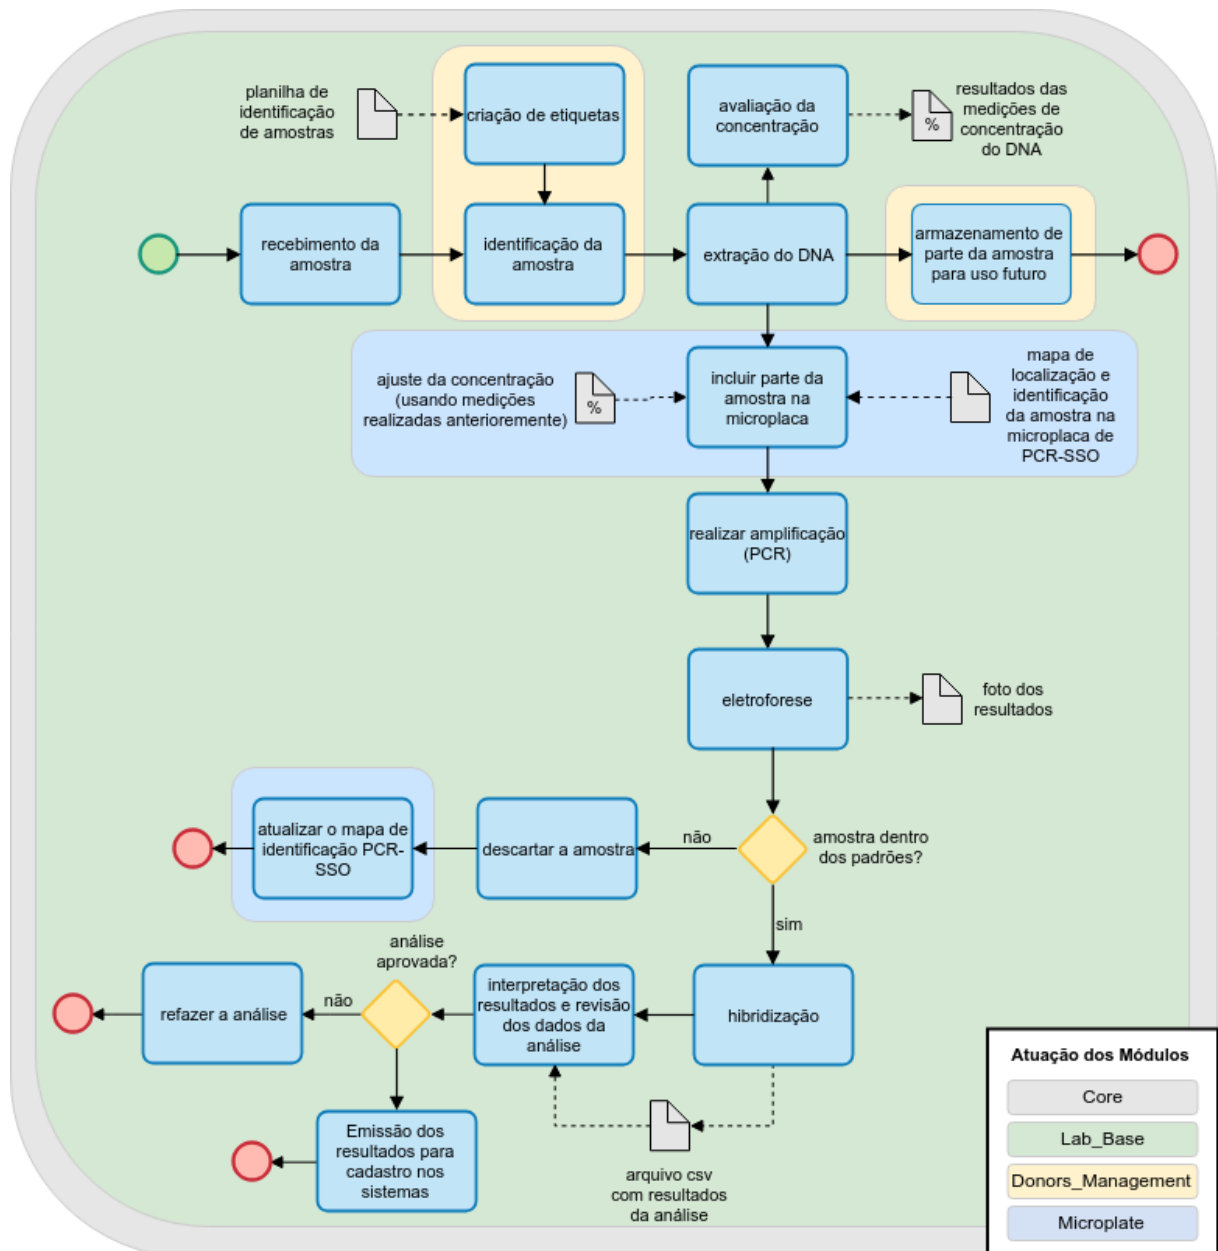 planilha de
identificação
de amostras
criação de etiquetas
avaliação da
concentração
%
resultados das
medições de
concentração
do DNA
recebimento da
amostra
identificação da
amostra
extração do DNA
armazenamento de
parte da amostra
para uso futuro
ajuste da concentração
(usando medições
realizadas anterioremente)
%
incluir parte da
amostra na
microplaca
mapa de
localização e
identificação
da amostra na
microplaca de
PCR-SSO
realizar amplificação
(PCR)
eletroforese
foto dos
resultados
atualizar o mapa de
identificação PCR-
SSO
descartar a amostra
não
amostra dentro
dos padrões?
sim
análise
aprovada?
refazer a análise
não
interpretação dos
resultados e revisão
dos dados da
análise
hibridização
Emissão dos
resultados para
cadastro nos
sistemas
arquivo csv
com resultados
da análise
Atuação dos Módulos
Core
Lab_Base
Donors_Management
Microplate